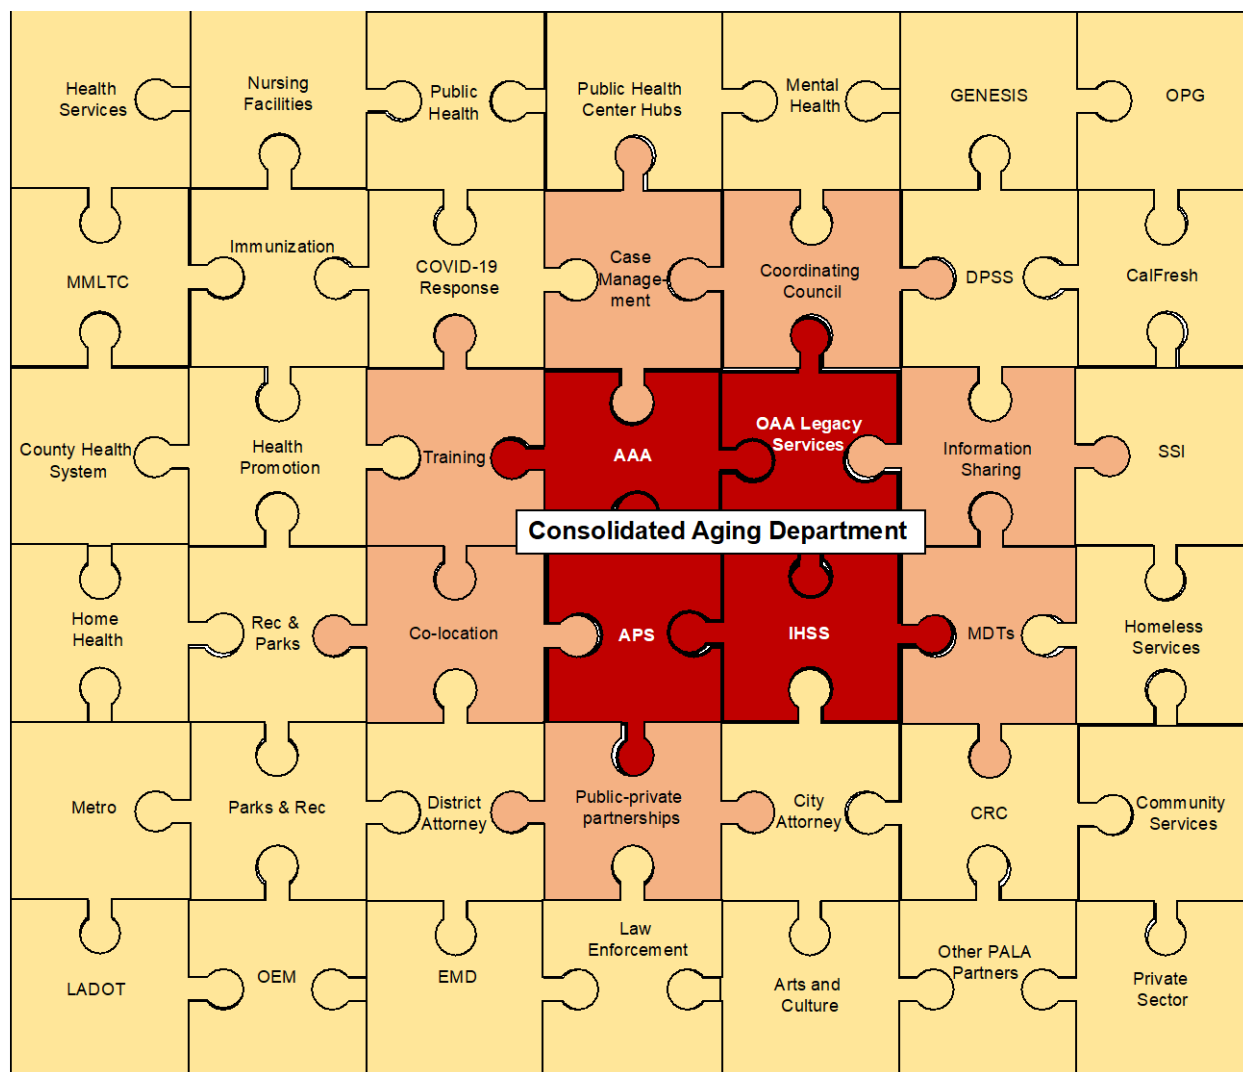 Health
Services
Nursing
Facilities
Public
Health
Public Health
Center Hubs
Mental
Health
GENESIS
OPG
MMLTC
Immunization
COVID-19
Response
Case
Manage-
ment
Coordinating
Council
DPSS
CalFresh
County Health
System
Health
Promotion
Training
AAA
OAA Legacy
Services
Information
Sharing
SSI
Consolidated Aging Department
Home
Health
Rec &
Parks
Co-location
APS
IHSS
MDTs
Homeless
Services
Metro
Parks & Rec
District
Attorney
Public-private
partnerships
City
Attorney
CRC
Community
Services
LADOT
OEM
EMD
Law
Enforcement
Arts and
Culture
Other PALA
Partners
Private
Sector